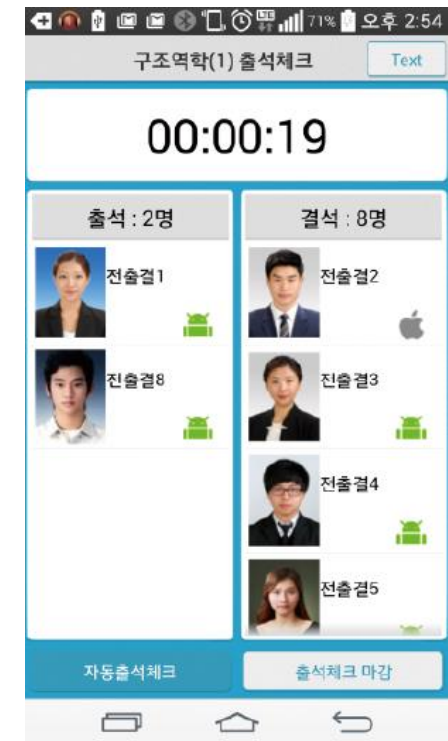 71% 오후 2:54
구조역학(1) 출석체크 Text
00:00:19
출석 : 2명
결석 : 8명
전출결1
진출결8
전출결2
전출결3
전출결4
전출결5
자동출석체크
출석체크 마감